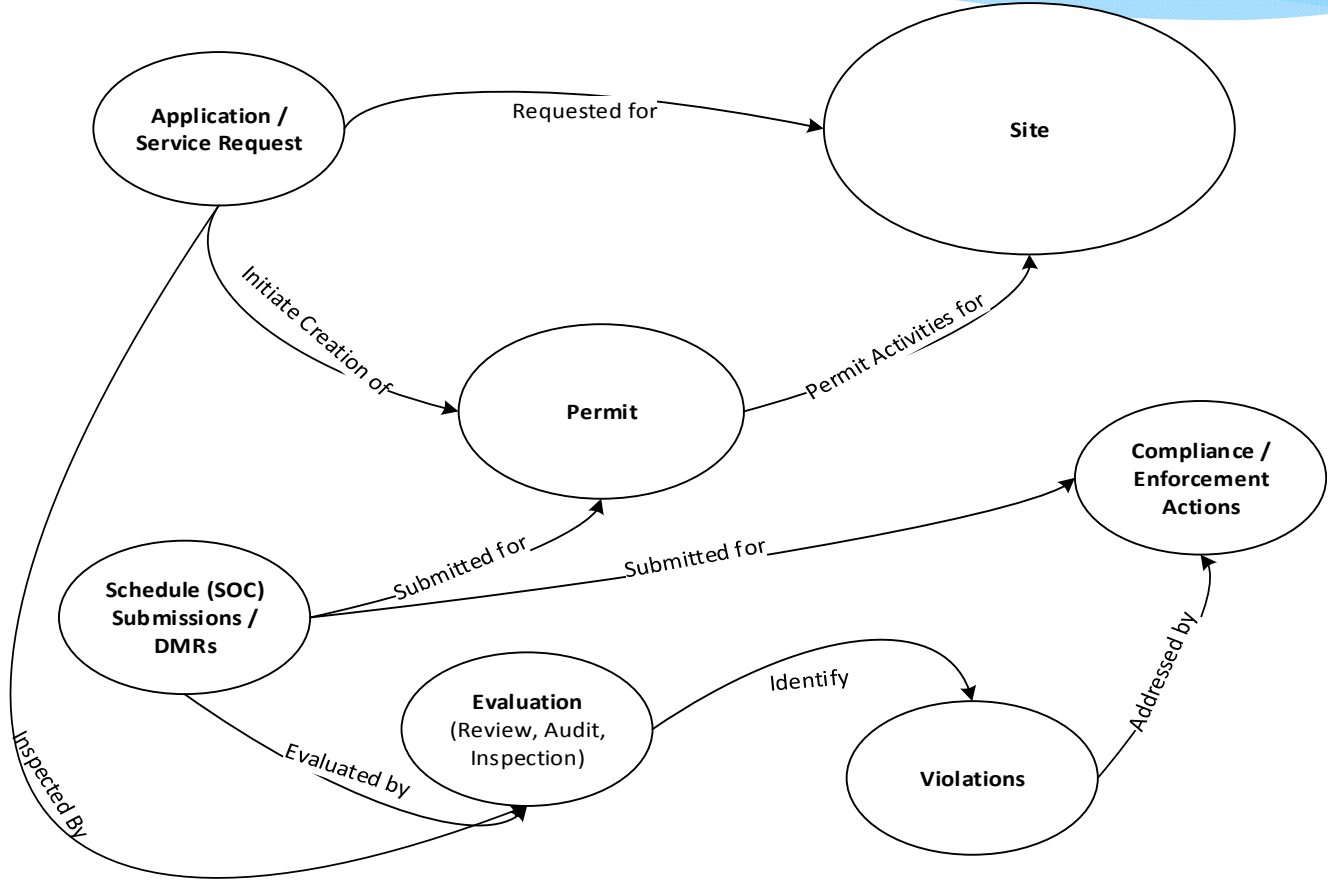 Application /
Service Request
Requested for
Site
Initiate Creation of
Permit Activities for
Permit
Compliance /
Enforcement
Actions
Submitted for
Submitted for
Schedule (SOC)
Submissions /
DMRs
Evaluation
(Review, Audit,
Inspection)
Identify
Addressed by
Violations
Evaluated by
Inspected By